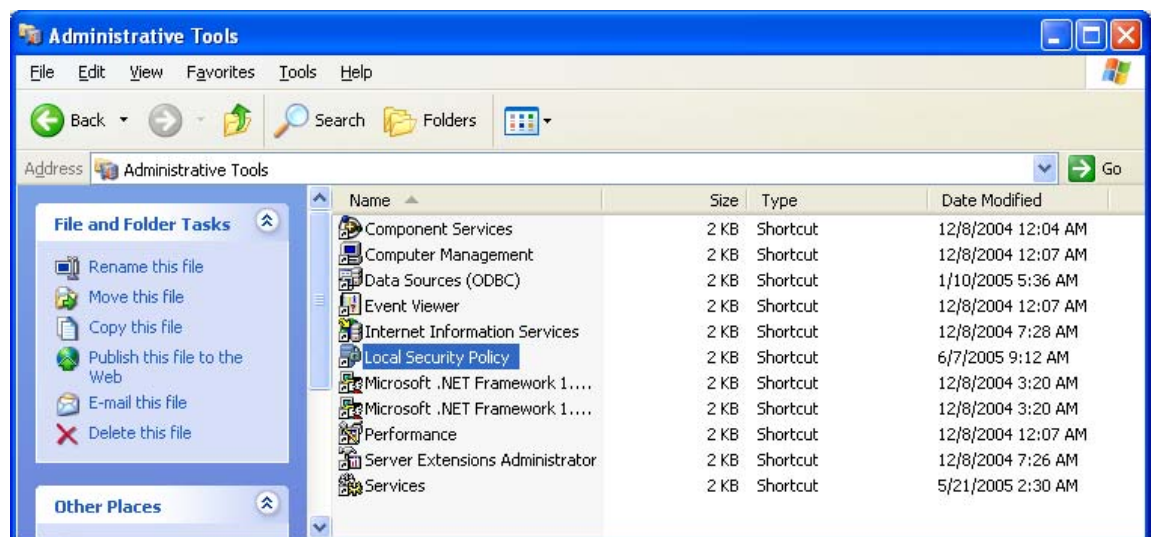 Administrative Tools
File Edit View Favorites Tools Help
Back Search Folders
Address Administrative Tools Go
File and Folder Tasks
Rename this file
Move this file
Copy this file
Publish this file to the
Web
E-mail this file
Delete this file
Other Places
Name Size Type Date Modified
Component Services 2 KB Shortcut 12/8/2004 12:04 AM
Computer Management 2 KB Shortcut 12/8/2004 12:07 AM
Data Sources (ODBC) 2 KB Shortcut 1/10/2005 5:36 AM
Event Viewer 2 KB Shortcut 12/8/2004 12:07 AM
Internet Information Services 2 KB Shortcut 12/8/2004 7:28 AM
Local Security Policy 2 KB Shortcut 6/7/2005 9:12 AM
Microsoft .NET Framework 1.... 2 KB Shortcut 12/8/2004 3:20 AM
Microsoft .NET Framework 1.... 2 KB Shortcut 12/8/2004 3:20 AM
Performance 2 KB Shortcut 12/8/2004 12:07 AM
Server Extensions Administrator 2 KB Shortcut 12/8/2004 7:26 AM
Services 2 KB Shortcut 5/21/2005 2:30 AM